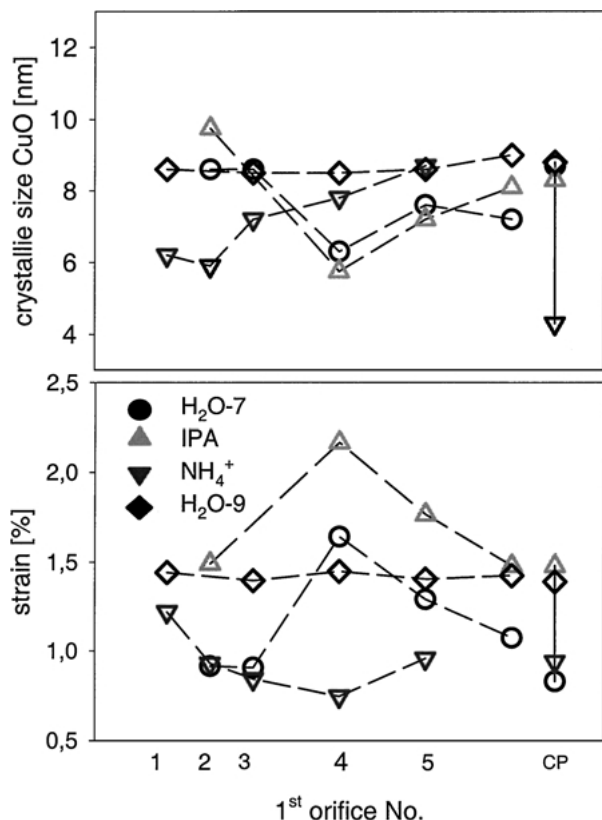 crystallie size CuO [nm]
12
10
8
6
4
strain [%]
2,5
2,0
1,5
1,0
0,5
H₂O-7
IPA
NH₄⁺
H₂O-9
1 2 3 4 5 CP
1ˢᵗ orifice No.